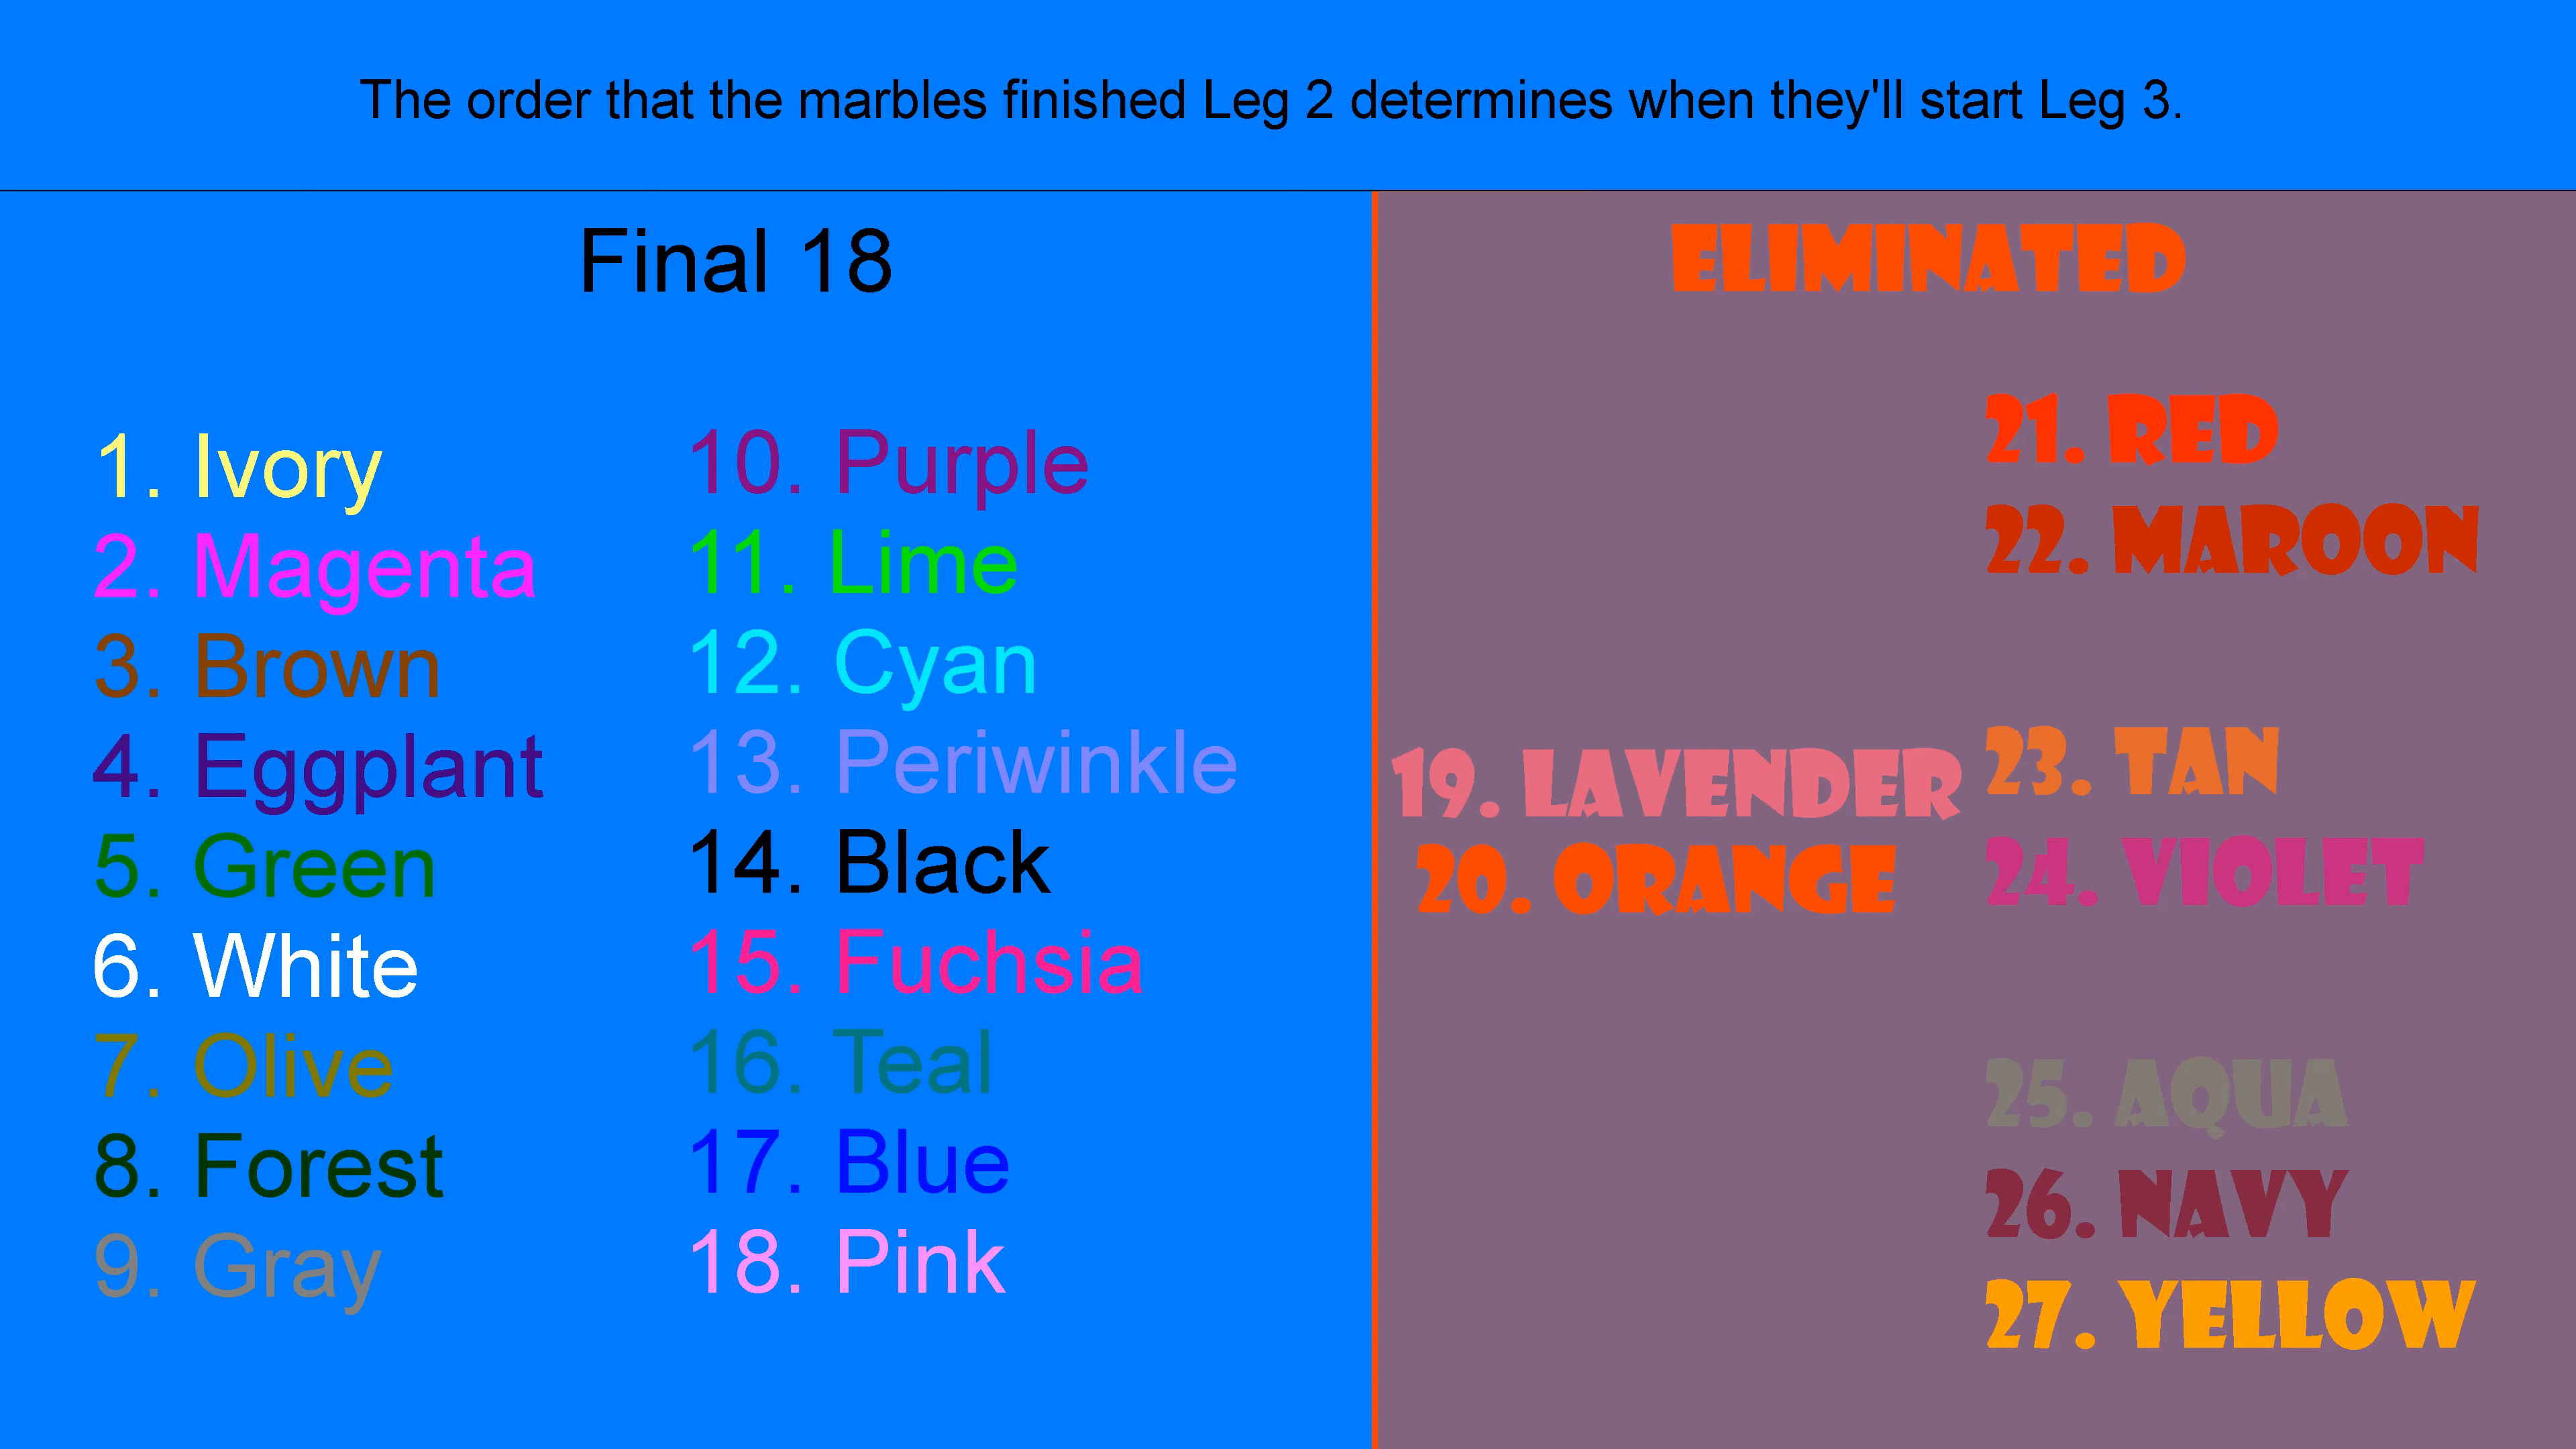 The order that the marbles finished Leg 2 determines when they'll start Leg 3.
Final 18
1. Ivory
2. Magenta
3. Brown
4. Eggplant
5. Green
6. White
7. Olive
8. Forest
9. Gray
10. Purple
11. Lime
12. Cyan
13. Periwinkle
14. Black
15. Fuchsia
16. Teal
17. Blue
18. Pink
ELIMINATED
19. LAVENDER
20. ORANGE
21. RED
22. MAROON
23. TAN
24. VIOLET
25. AQUA
26. NAVY
27. YELLOW